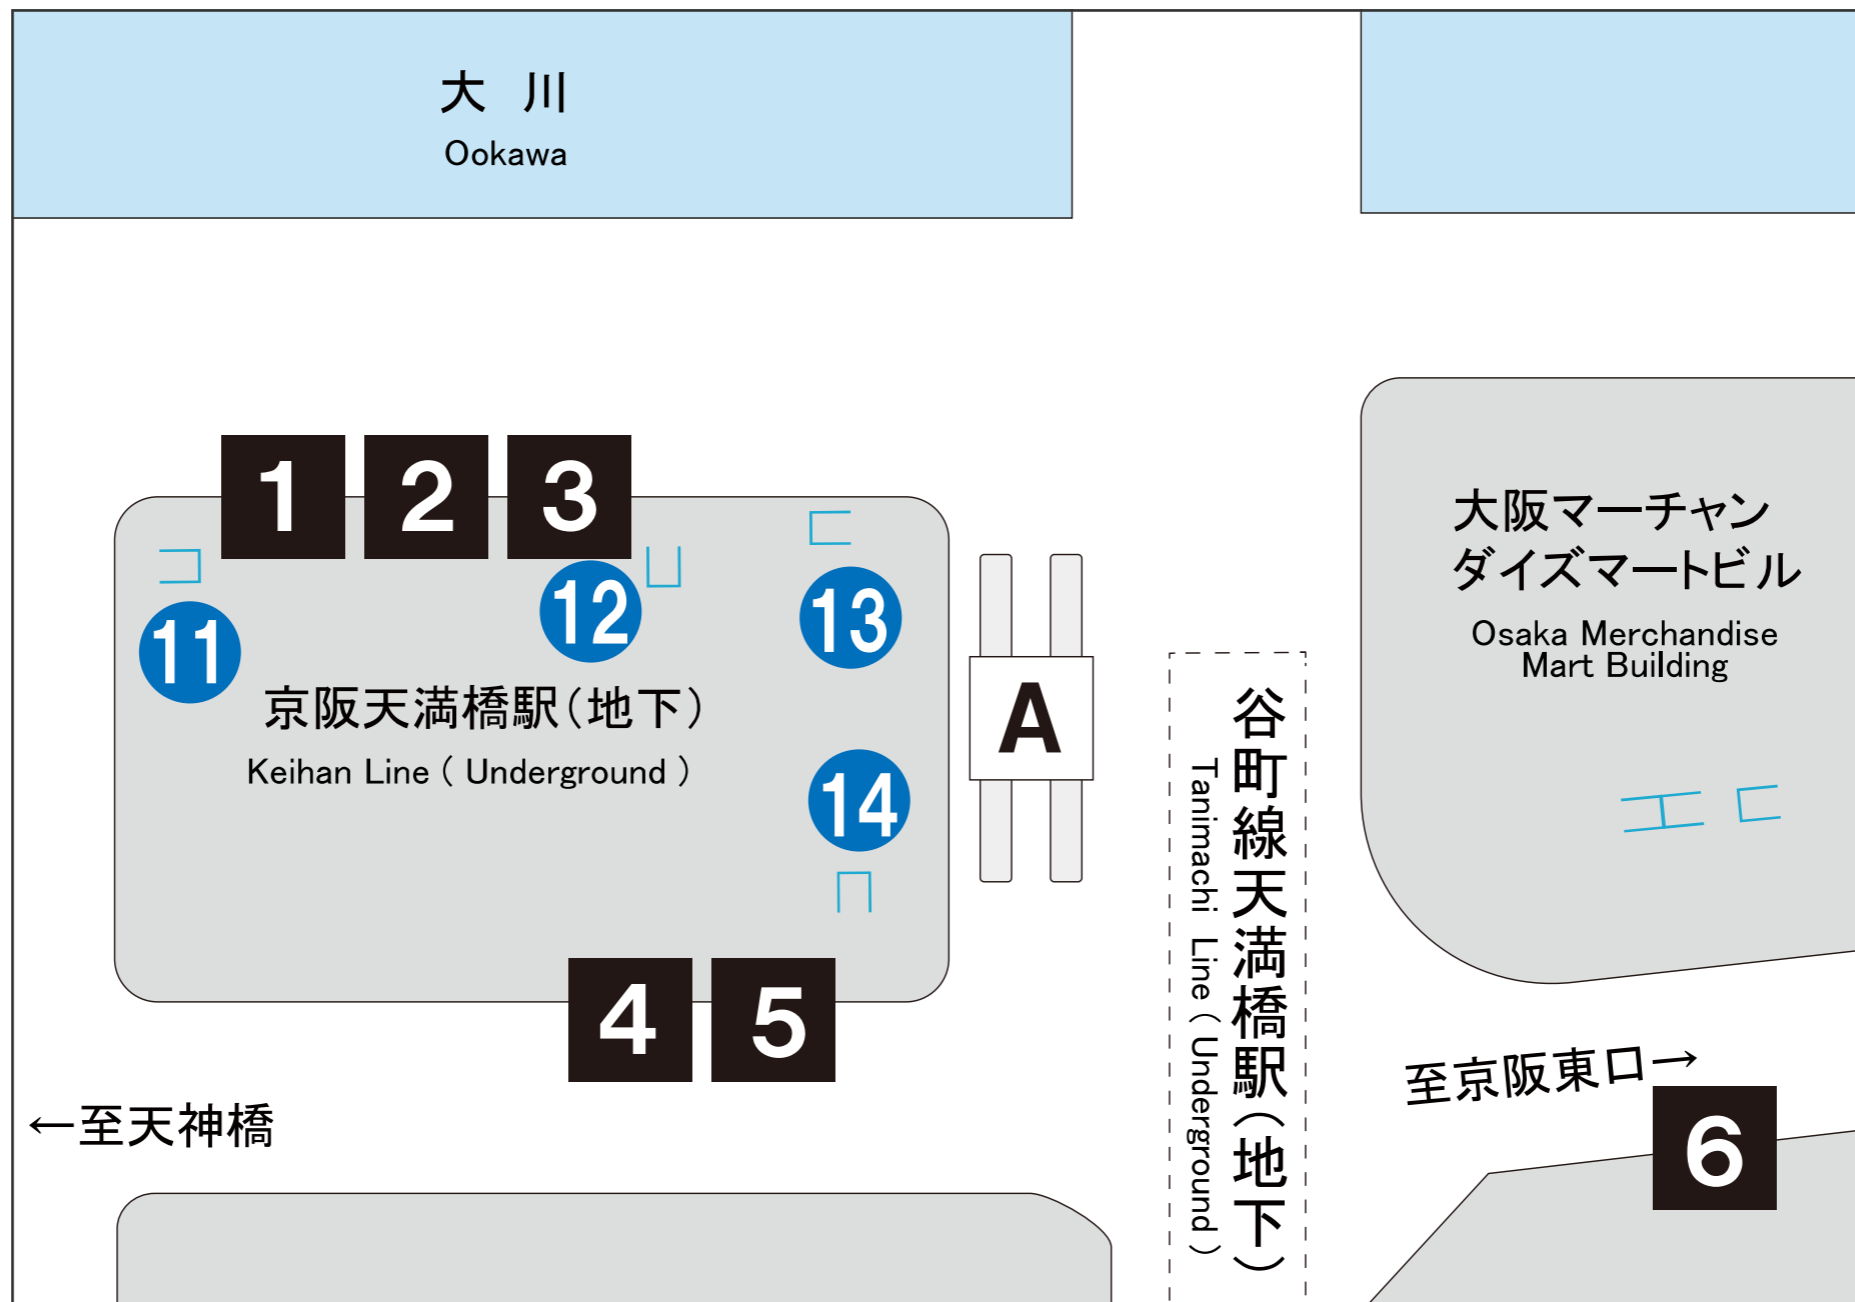 大 川
Ookawa
1 2 3
11
12
13
京阪天満橋駅（地下）
Keihan Line ( Underground )
14
A
谷町線天満橋駅（地下）
Tanimachi Line ( Underground )
大阪マーチャン
ダイズマートビル
Osaka Merchandise
Mart Building
4 5
←至天神橋
至京阪東口→
6